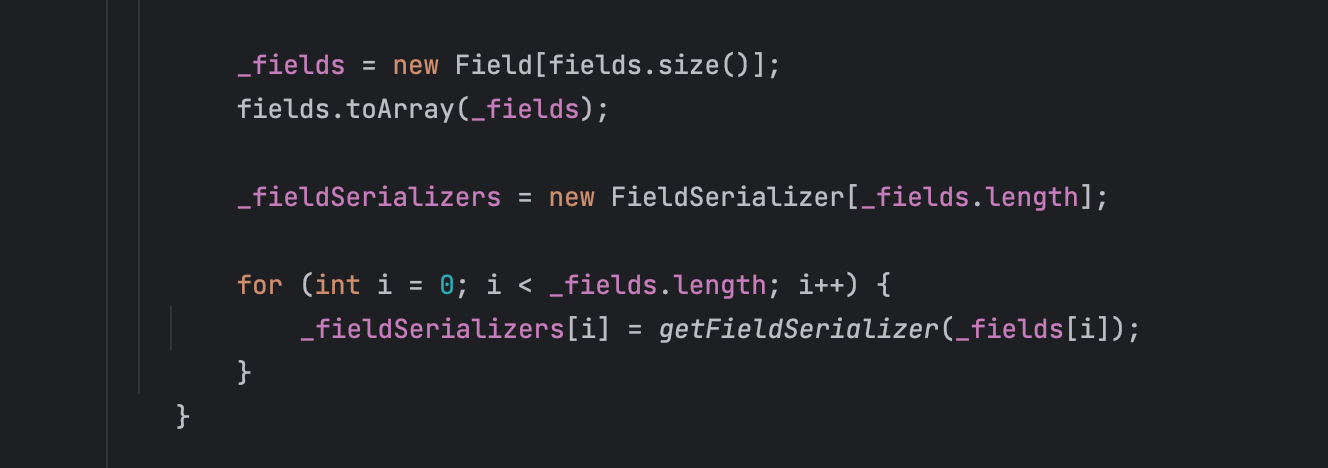 _fields = new Field[fields.size()];
fields.toArray(_fields);
_fieldSerializers = new FieldSerializer[_fields.length];
for (int i = 0; i < _fields.length; i++) {
_fieldSerializers[i] = getFieldSerializer(_fields[i]);
}
}